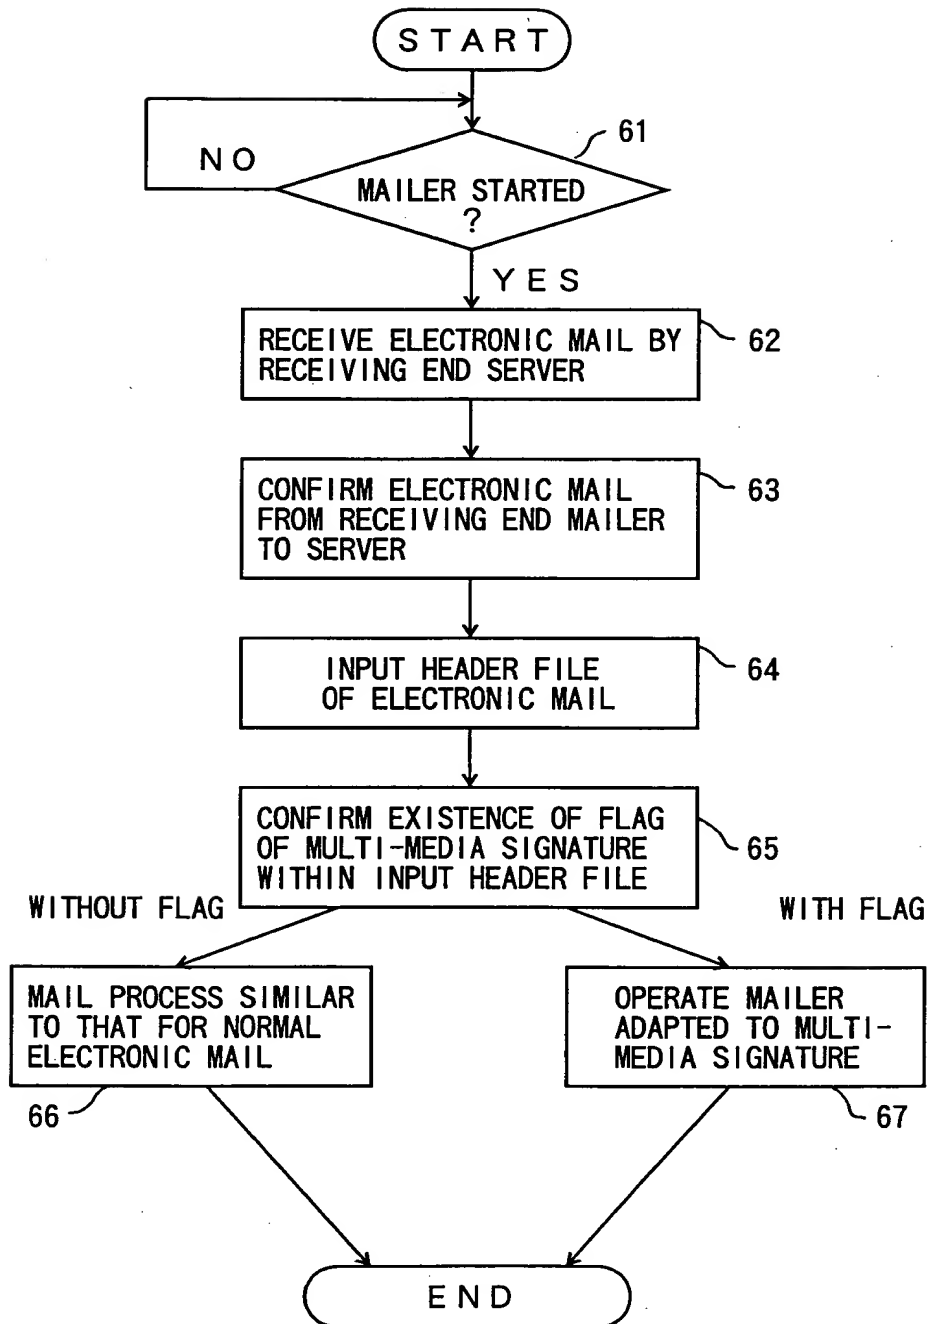 START
61
NO
MAILER STARTED
?
YES
RECEIVE ELECTRONIC MAIL BY
RECEIVING END SERVER
62
CONFIRM ELECTRONIC MAIL
FROM RECEIVING END MAILER
TO SERVER
63
INPUT HEADER FILE
OF ELECTRONIC MAIL
64
CONFIRM EXISTENCE OF FLAG
OF MULTI-MEDIA SIGNATURE
WITHIN INPUT HEADER FILE
65
WITHOUT FLAG
WITH FLAG
MAIL PROCESS SIMILAR
TO THAT FOR NORMAL
ELECTRONIC MAIL
66
OPERATE MAILER
ADAPTED TO MULTI-
MEDIA SIGNATURE
67
END